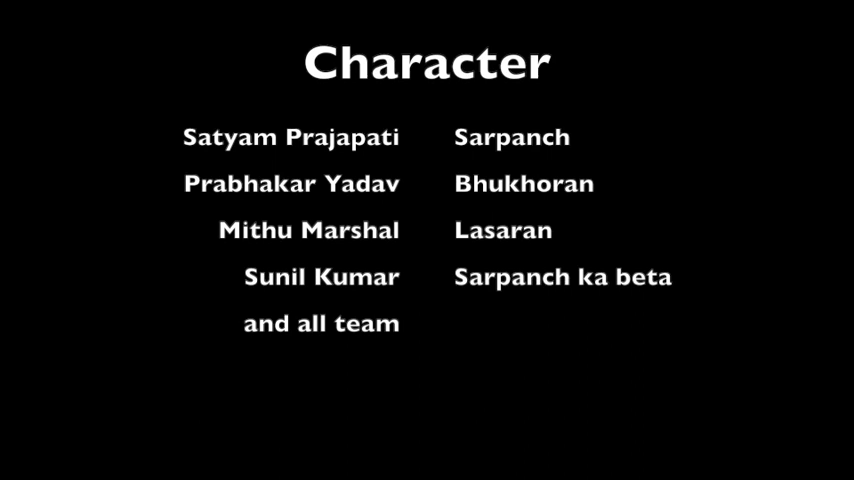 Character
Satyam Prajapati Sarpanch
Prabhakar Yadav Bhukhoran
Mithu Marshal Lasaran
Sunil Kumar Sarpanch ka beta
and all team